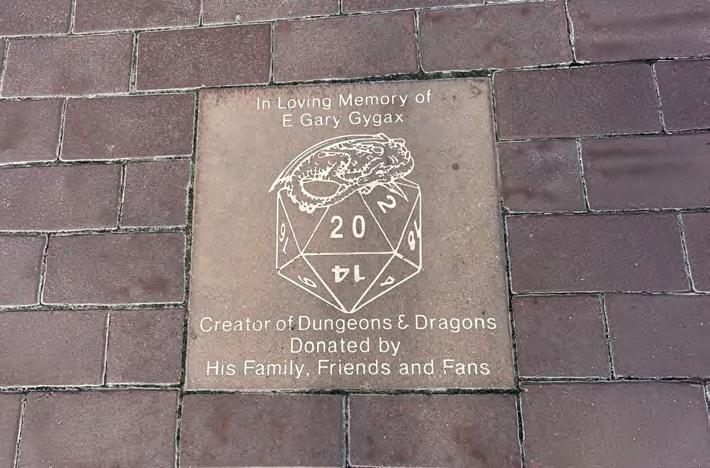 In Loving Memory of
E Gary Gygax
2
20
14
Creator of Dungeons & Dragons
Donated by
His Family, Friends and Fans